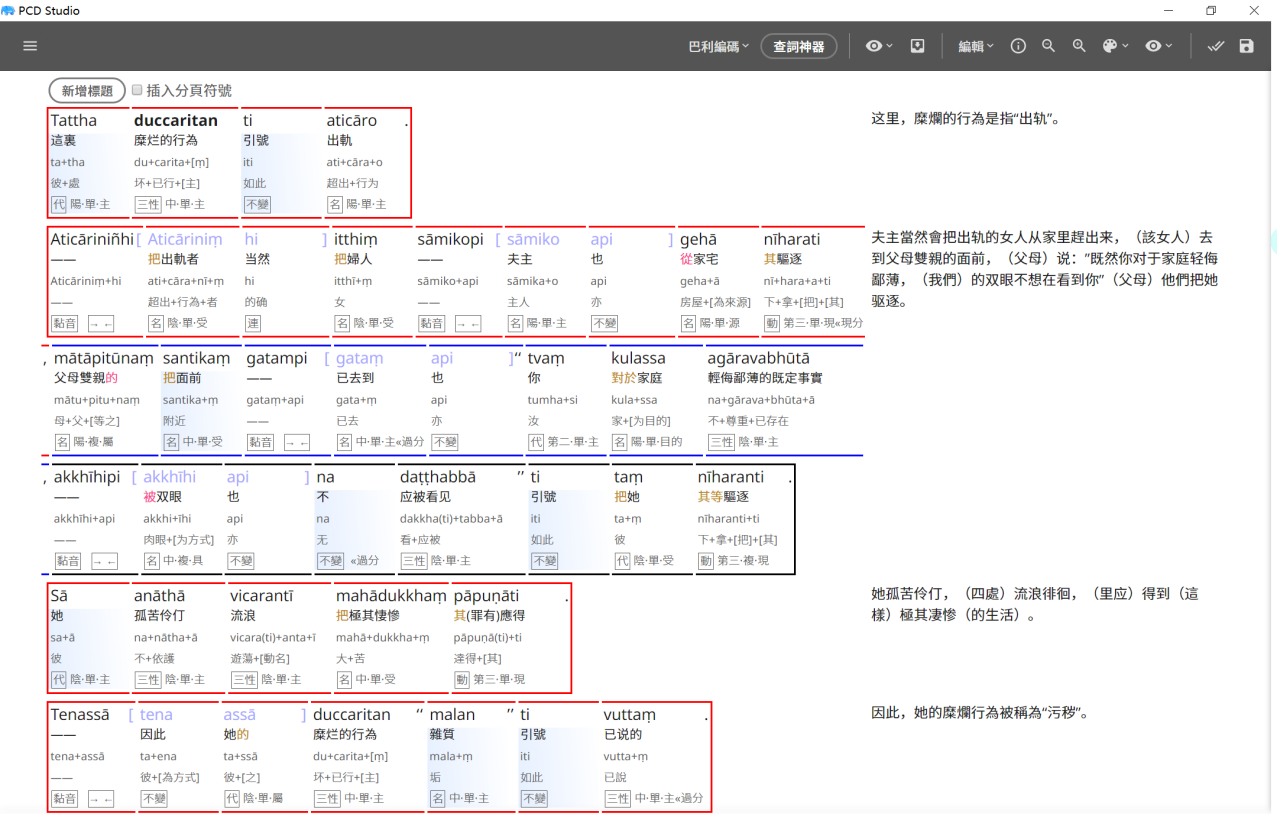 PCD Studio
巴利編碼 查詞神器 編輯
新增標題 插入分頁符號
Tattha duccaritan ti aticāro .
這裏 糜烂的行為 引號 出軌
ta+tha du+carita+[ṃ] iti ati+cāra+o
彼+處 坏+已行+[主] 如此 超出+行为
代 陽·單·主 三性 中·單·主 不變 名 陽·單·主
这里，糜爛的行為是指“出轨”。
Aticāriniñhi [ Aticāriniṃ hi ] itthiṃ sāmikopi [ sāmiko api ] gehā nīharati
—— 把出軌者 当然 把婦人 —— 夫主 也 從家宅 其驅逐
Aticāriniṃ+hi ati+cāra+nī+ṃ hi itthī+ṃ sāmiko+api sāmika+o api geha+ā nī+hara+a+ti
—— 超出+行為+者 的确 女 —— 主人 亦 房屋+[為來源] 下+拿+[把]+[其]
黏音 → ← 名 陰·單·受 連 名 陰·單·受 黏音 → ← 名 陽·單·主 不變 名 陽·單·源 動 第三·單·現«現分
夫主當然會把出轨的女人从家里趕出来，（該女人）去
到父母雙親的面前，（父母）说：“既然你对于家庭轻侮
鄙薄，（我們）的双眼不想在看到你”（父母）他們把她
驱逐。
, mātāpitūnaṃ santikaṃ gatampi [ gataṃ api ] “ tvaṃ kulassa agāravabhūtā
父母雙親的 把面前 —— 已去到 也 你 對於家庭 輕侮鄙薄的既定事實
mātu+pitu+naṃ santika+ṃ gataṃ+api gata+ṃ api tumha+si kula+ssa na+gārava+bhūta+ā
母+父+[等之] 附近 —— 已去 亦 汝 家+[为目的] 不+尊重+已存在
名 陽·複·屬 名 中·單·受 黏音 → ← 名 中·單·主«過分 不變 代 第二·單·主 名 陽·單·目的 三性 陰·單·主
, akkhīhipi [ akkhīhi api ] na daṭṭhabbā ” ti taṃ nīharanti .
—— 被双眼 也 不 应被看见 引號 把她 其等驅逐
akkhīhi+api akkhi+īhi api na dakkha(ti)+tabba+ā iti ta+ṃ nīharanti+ti
—— 肉眼+[为方式] 亦 无 看+应被 如此 彼 下+拿+[把]+[其]
黏音 → ← 名 中·複·具 不變 不變 «過分 三性 陰·單·主 不變 代 陰·單·受 動 第三·複·現
Sā anāthā vicarantī mahādukkhaṃ pāpuṇāti .
她 孤苦伶仃 流浪 把極其悽慘 其(罪有)應得
sa+ā na+nātha+ā vicara(ti)+anta+ī mahā+dukkha+ṃ pāpuṇā(ti)+ti
彼 不+依護 遊蕩+[動名] 大+苦 達得+[其]
代 陰·單·主 三性 陰·單·主 三性 陰·單·主 名 中·單·受 動 第三·單·現
她孤苦伶仃，（四處）流浪徘徊，（里应）得到（這
樣）極其凄惨（的生活）。
Tenassā [ tena assā ] duccaritan “ malan ” ti vuttaṃ .
—— 因此 她的 糜烂的行為 雜質 引號 已说的
tena+assā ta+ena ta+ssā du+carita+[ṃ] mala+ṃ iti vutta+ṃ
—— 彼+[為方式] 彼+[之] 坏+已行+[主] 垢 如此 已說
黏音 → ← 不變 代 陰·單·屬 三性 中·單·主 名 中·單·主 不變 三性 中·單·主«過分
因此，她的糜爛行為被稱為“污秽”。